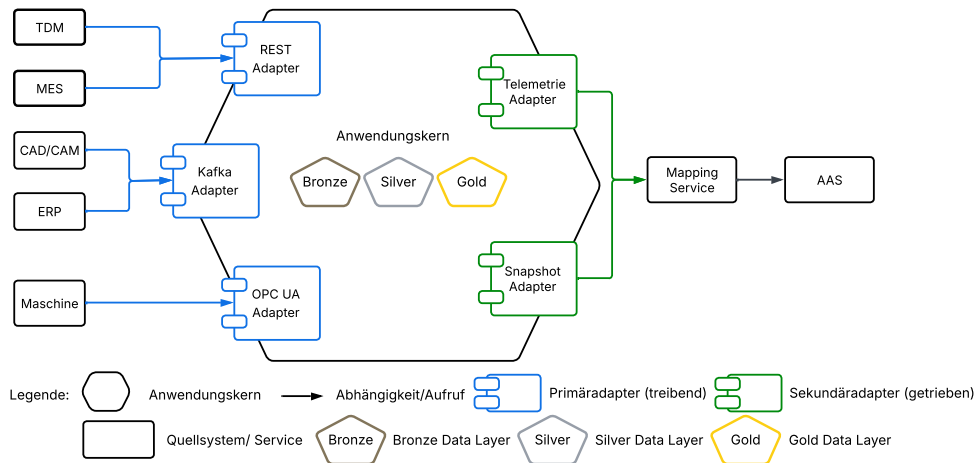 TDM
MES
CAD/CAM
ERP
Maschine
REST
Adapter
Kafka
Adapter
OPC UA
Adapter
Anwendungskern
Bronze
Silver
Gold
Telemetrie
Adapter
Snapshot
Adapter
Mapping
Service
AAS
Legende:
Anwendungskern
Abhängigkeit/Aufruf
Primäradapter (treibend)
Sekundäradapter (getrieben)
Quellsystem/ Service
Bronze
Bronze Data Layer
Silver
Silver Data Layer
Gold
Gold Data Layer